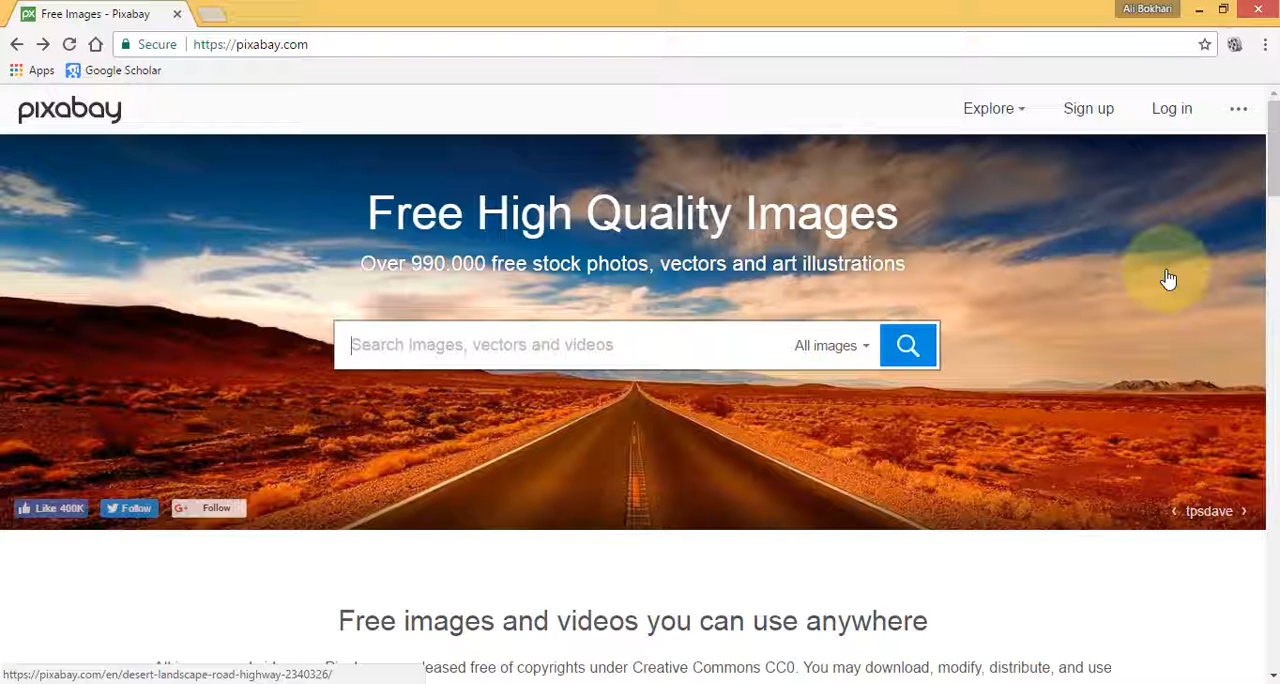 Free Images - Pixabay
Ali Bokhari
Secure
https://pixabay.com
Apps
Google Scholar
pixabay
Explore
Sign up
Log in
Free High Quality Images
Over 990.000 free stock photos, vectors and art illustrations
Search images, vectors and videos
All images
Like 400K
Follow
G+ Follow
‹ tpsdave ›
Free images and videos you can use anywhere
eased free of copyrights under Creative Commons CC0. You may download, modify, distribute, and use
https://pixabay.com/en/desert-landscape-road-highway-2340326/